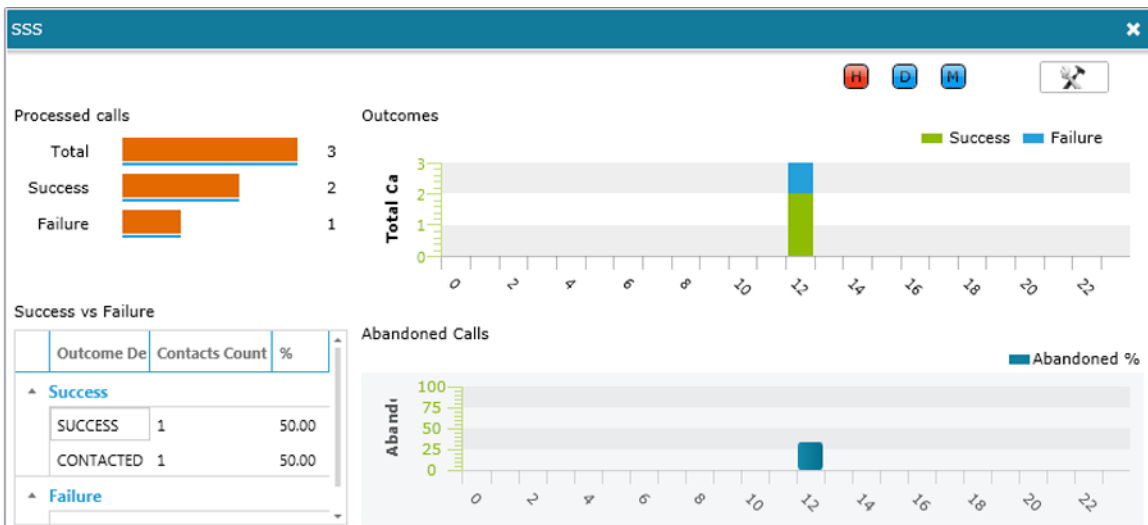 SSS
H D M
Processed calls
Total 3
Success 2
Failure 1
Outcomes
Success Failure
Total Ca
3
2
1
0
0 2 4 6 8 10 12 14 16 18 20 22
Success vs Failure
Outcome De Contacts Count %
Success
SUCCESS 1 50.00
CONTACTED 1 50.00
Failure
Abandoned Calls
Abandoned %
Aband
100
75
50
25
0
0 2 4 6 8 10 12 14 16 18 20 22